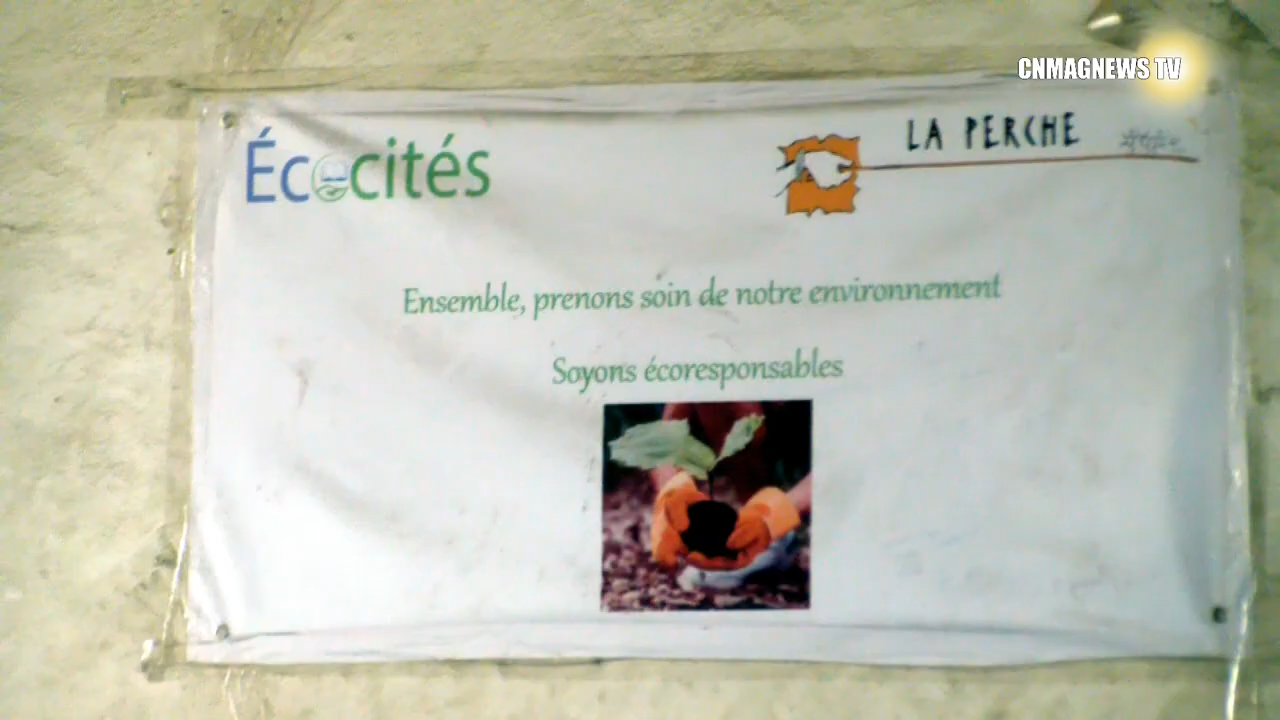 CNMAGNEWS TV
Écocités
LA PERCHE
Ensemble, prenons soin de notre environnement
Soyons écoresponsables